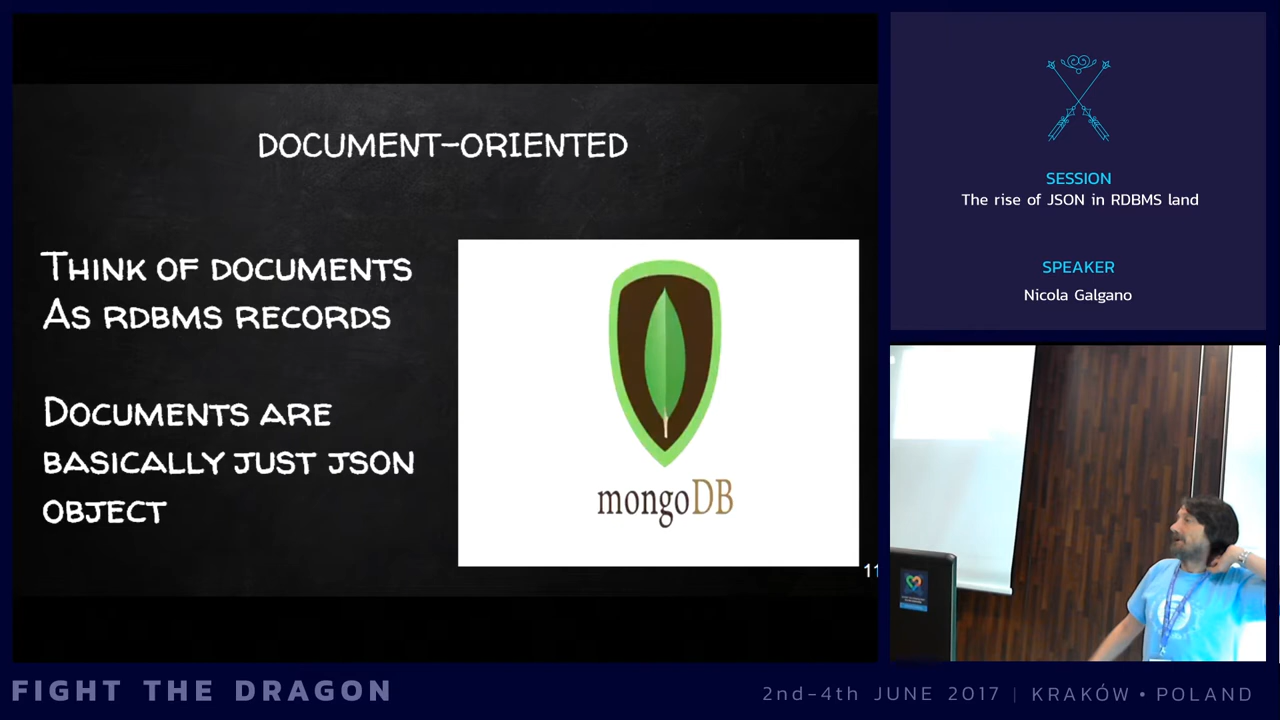 DOCUMENT-ORIENTED
THINK OF DOCUMENTS
AS RDBMS RECORDS
DOCUMENTS ARE
BASICALLY JUST JSON
OBJECT
mongoDB
11
SESSION
The rise of JSON in RDBMS land
SPEAKER
Nicola Galgano
FIGHT THE DRAGON
2nd-4th JUNE 2017 | KRAKÓW • POLAND